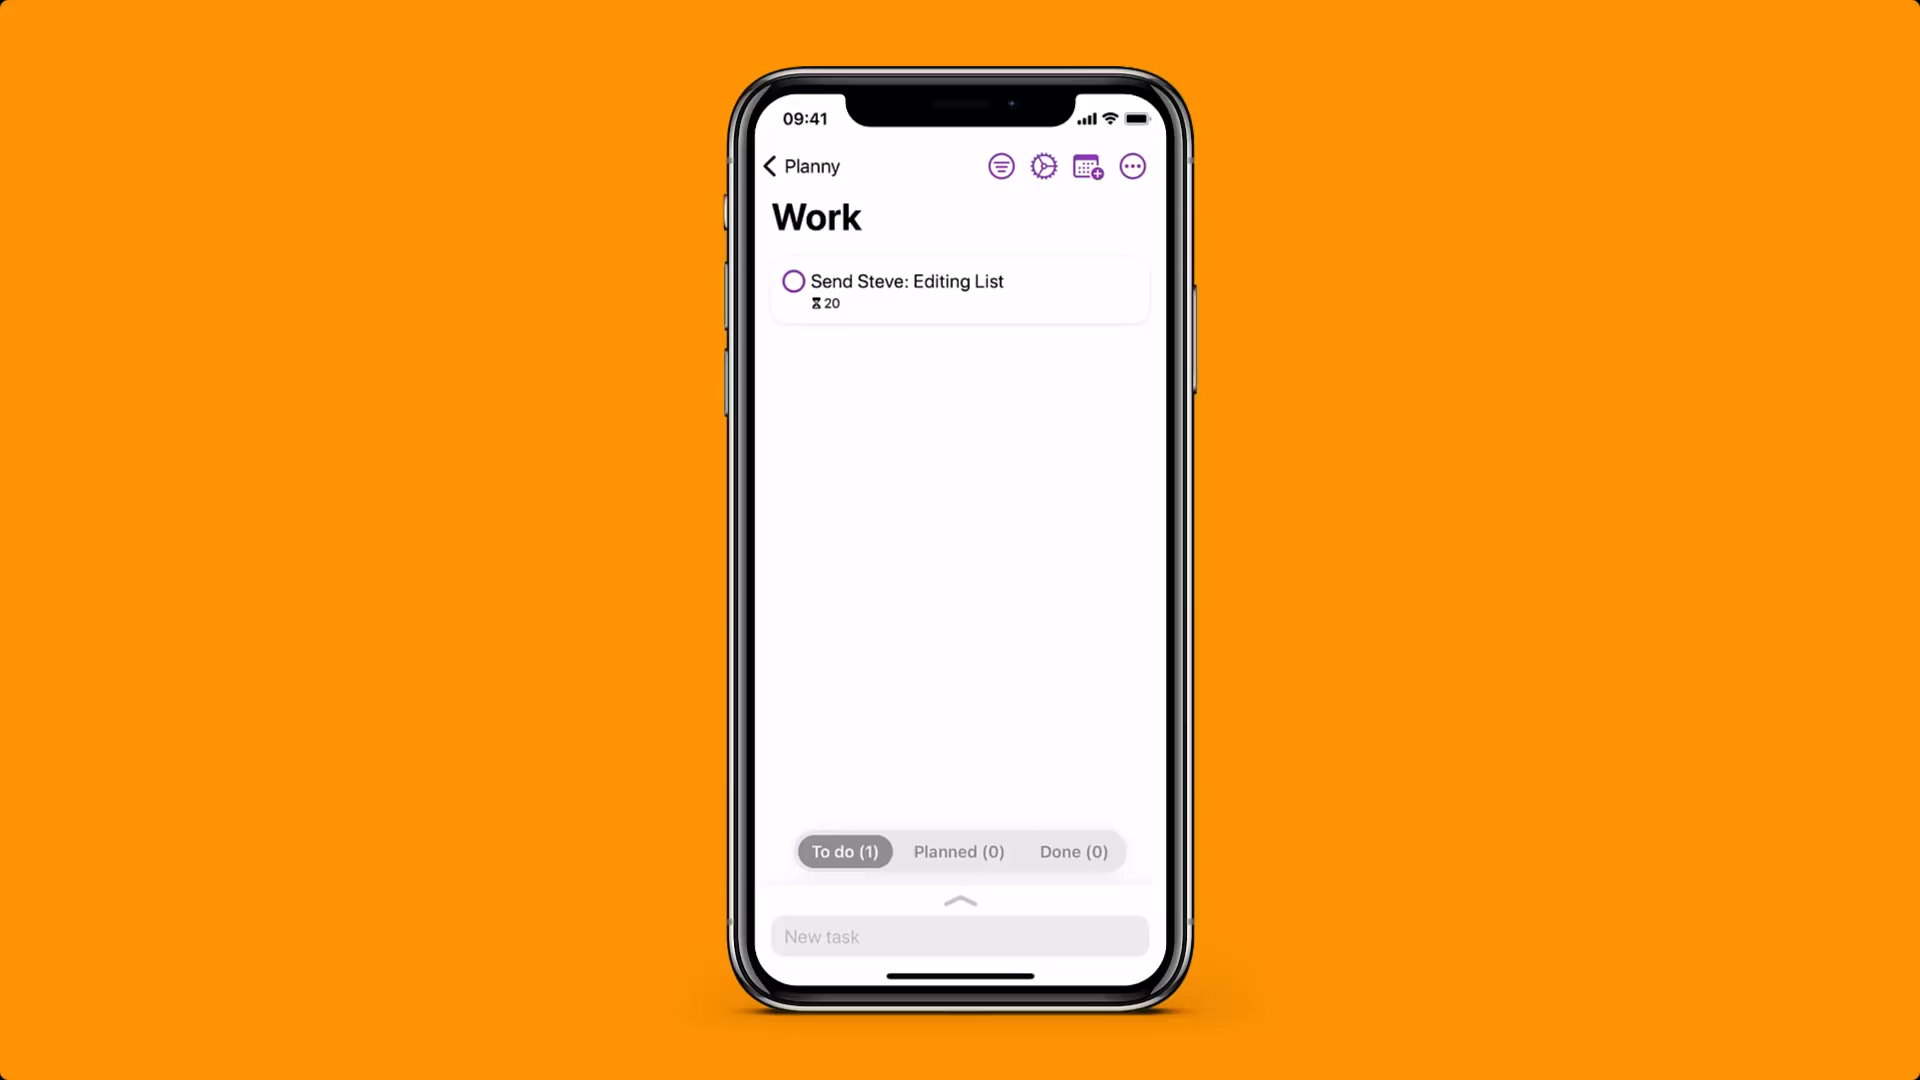 09:41
Planny
Work
Send Steve: Editing List
20
To do (1) Planned (0) Done (0)
New task